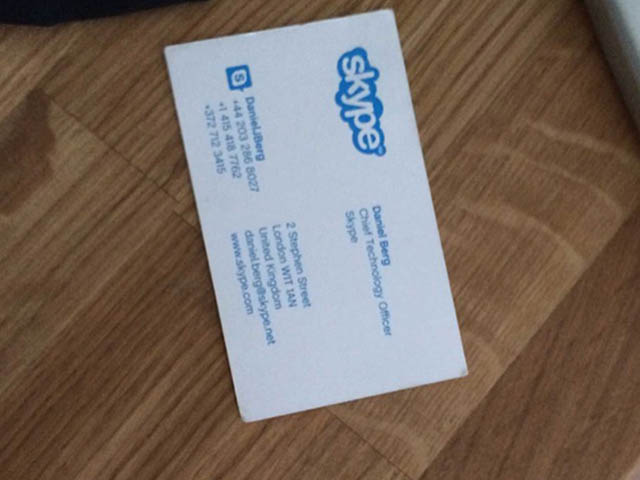 skype
Daniel Berg
Chief Technology Officer
Skype
DanielJBerg
+44 203 286 8027
+1 415 418 7762
+372 712 3415
2 Stephen Street
London W1T 1AN
United Kingdom
daniel.berg@skype.net
www.skype.com